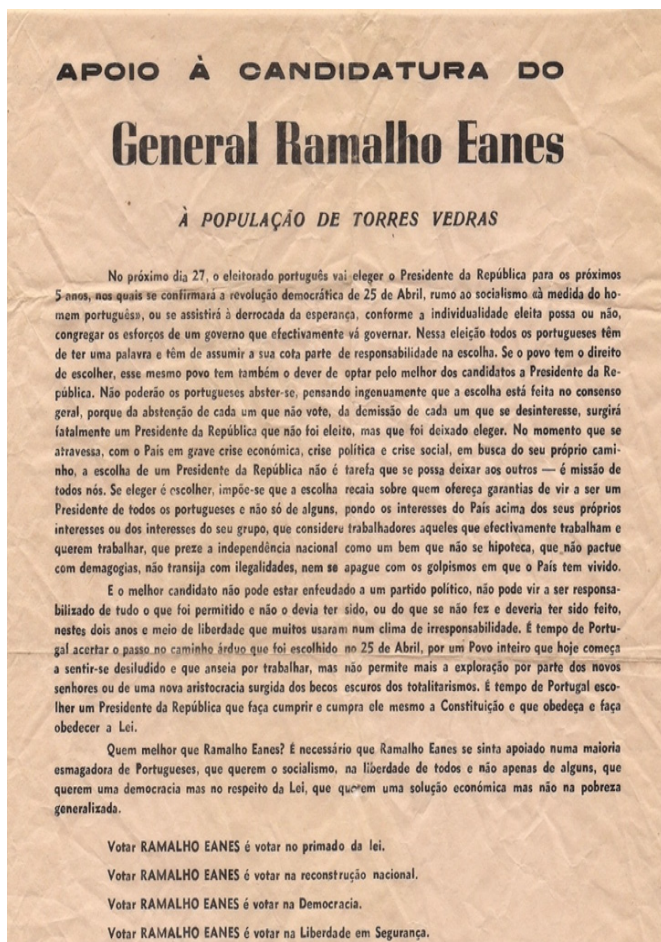 APOIO À CANDIDATURA DO
General Ramalho Eanes
À POPULAÇÃO DE TORRES VEDRAS
No próximo dia 27, o eleitorado português vai eleger o Presidente da República para os próximos
5 anos, nos quais se confirmará a revolução democrática de 25 de Abril, rumo ao socialismo «à medida do ho-
mem português», ou se assistirá à derrocada da esperança, conforme a individualidade eleita possa ou não,
congregar os esforços de um governo que efectivamente vá governar. Nessa eleição todos os portugueses têm
de ter uma palavra e têm de assumir a sua cota parte de responsabilidade na escolha. Se o povo tem o direito
de escolher, esse mesmo povo tem também o dever de optar pelo melhor dos candidatos a Presidente da Re-
pública. Não poderão os portugueses abster-se, pensando ingenuamente que a escolha está feita no consenso
geral, porque da abstenção de cada um que não vote, da demissão de cada um que se desinteresse, surgirá
fatalmente um Presidente da República que não foi eleito, mas que foi deixado eleger. No momento que se
atravessa, com o País em grave crise económica, crise política e crise social, em busca do seu próprio cami-
nho, a escolha de um Presidente da República não é tarefa que se possa deixar aos outros — é missão de
todos nós. Se eleger é escolher, impõe-se que a escolha recaia sobre quem ofereça garantias de vir a ser um
Presidente de todos os portugueses e não só de alguns, pondo os interesses do País acima dos seus próprios
interesses ou dos interesses do seu grupo, que considere trabalhadores aqueles que efectivamente trabalham e
querem trabalhar, que preze a independência nacional como um bem que não se hipoteca, que não pactue
com demagogias, não transija com ilegalidades, nem se apague com os golpismos em que o País tem vivido.
E o melhor candidato não pode estar enfeudado a um partido político, não pode vir a ser responsa-
bilizado de tudo o que foi permitido e não o devia ter sido, ou do que se não fez e deveria ter sido feito,
nestes dois anos e meio de liberdade que muitos usaram num clima de irresponsabilidade. É tempo de Portu-
gal acertar o passo no caminho árduo que foi escolhido no 25 de Abril, por um Povo inteiro que hoje começa
a sentir-se desiludido e que anseia por trabalhar, mas não permite mais a exploração por parte dos novos
senhores ou de uma nova aristocracia surgida dos becos escuros dos totalitarismos. É tempo de Portugal esco-
lher um Presidente da República que faça cumprir e cumpra ele mesmo a Constituição e que obedeça e faça
obedecer a Lei.
Quem melhor que Ramalho Eanes? É necessário que Ramalho Eanes se sinta apoiado numa maioria
esmagadora de Portugueses, que querem o socialismo, na liberdade de todos e não apenas de alguns, que
querem uma democracia mas no respeito da Lei, que querem uma solução económica mas não na pobreza
generalizada.
Votar RAMALHO EANES é votar no primado da lei.
Votar RAMALHO EANES é votar na reconstrução nacional.
Votar RAMALHO EANES é votar na Democracia.
Votar RAMALHO EANES é votar na Liberdade em Segurança.